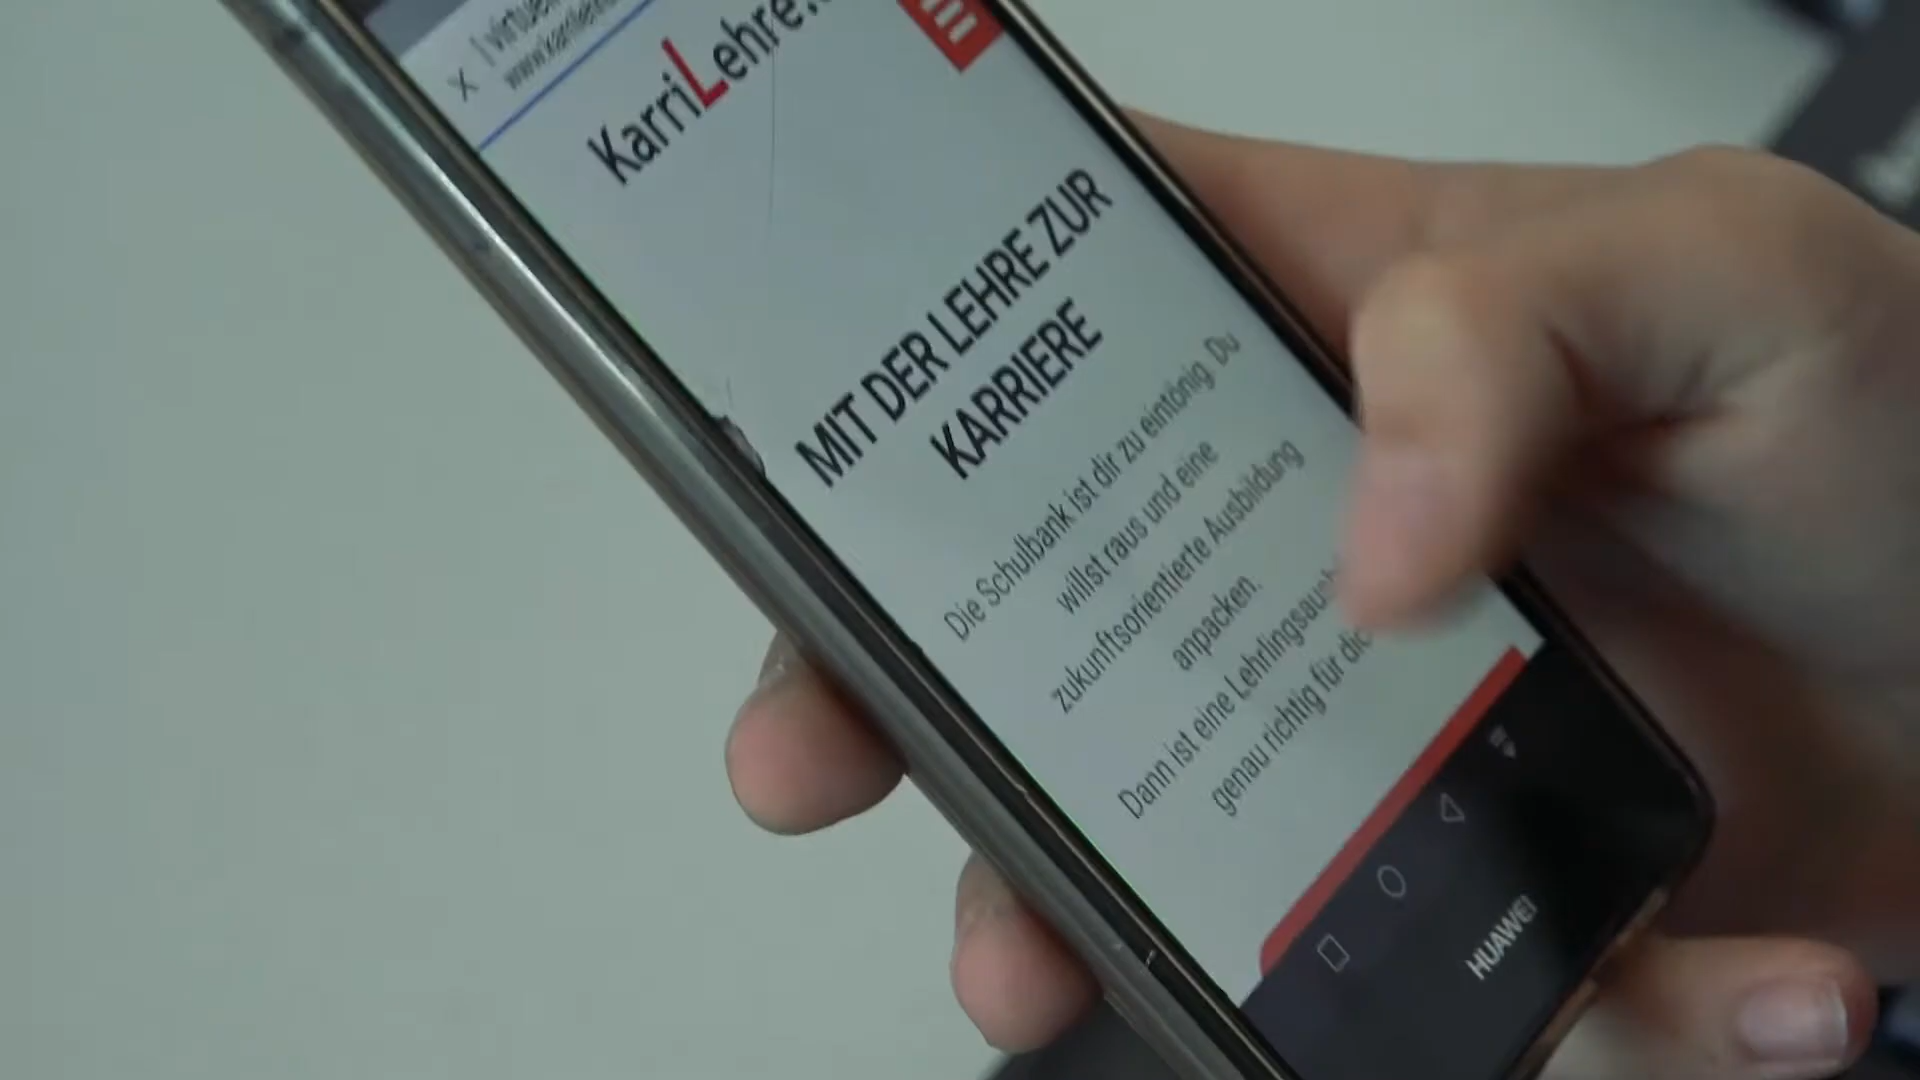 KarriLehre.
MIT DER LEHRE ZUR
KARRIERE
Die Schulbank ist dir zu eintönig. Du
willst raus und eine
zukunftsorientierte Ausbildung
anpacken.
Dann ist eine
genau richtig für
HUAWEI